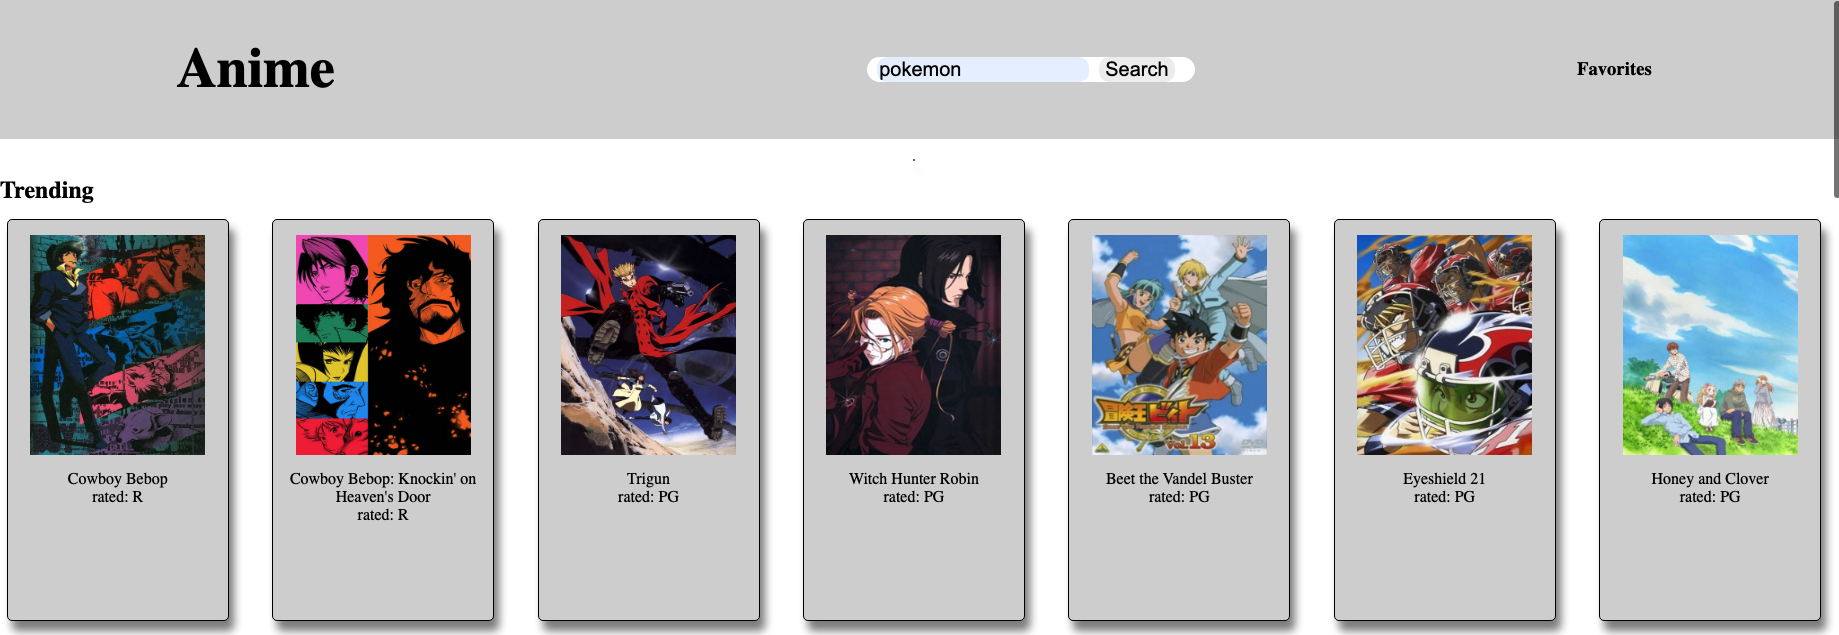 Anime
pokemon
Search
Favorites
.
Trending
冒険王ビィト
Vol.13
DVD
Cowboy Bebop
rated: R
Cowboy Bebop: Knockin' on
Heaven's Door
rated: R
Trigun
rated: PG
Witch Hunter Robin
rated: PG
Beet the Vandel Buster
rated: PG
Eyeshield 21
rated: PG
Honey and Clover
rated: PG